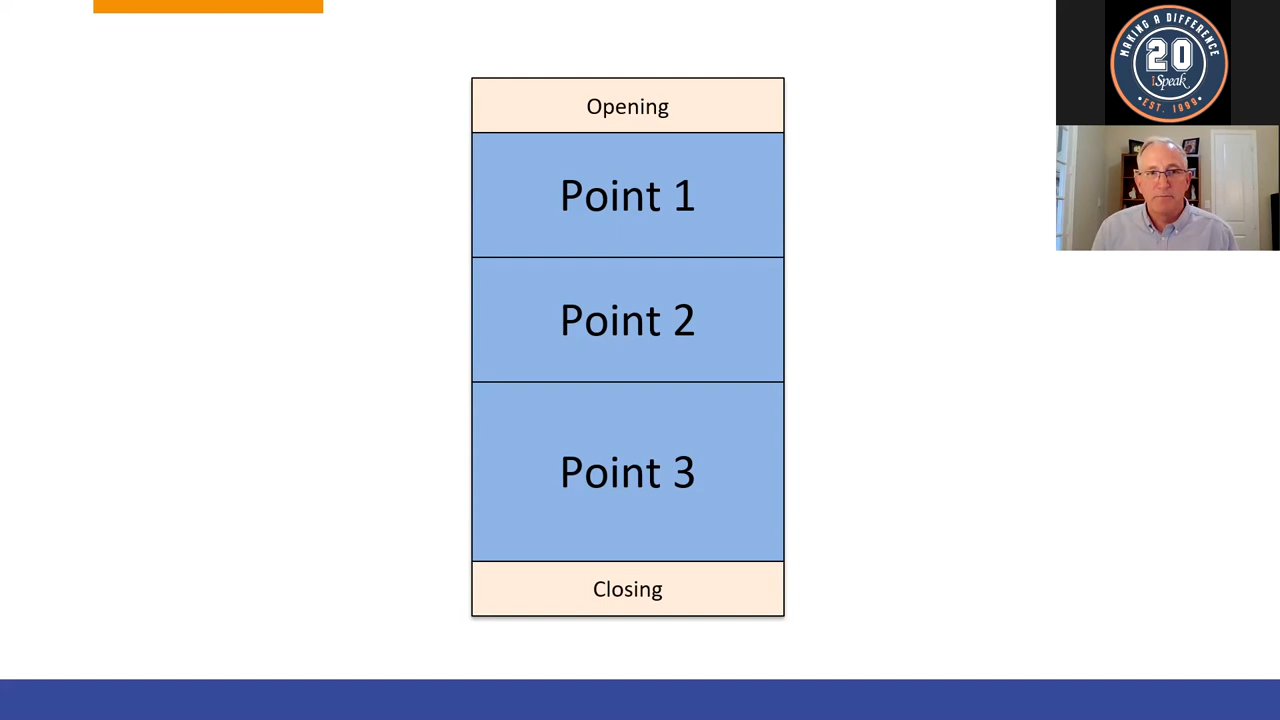 Opening
Point 1
Point 2
Point 3
Closing
MAKING A DIFFERENCE
20
iSpeak
• EST. 1999 •